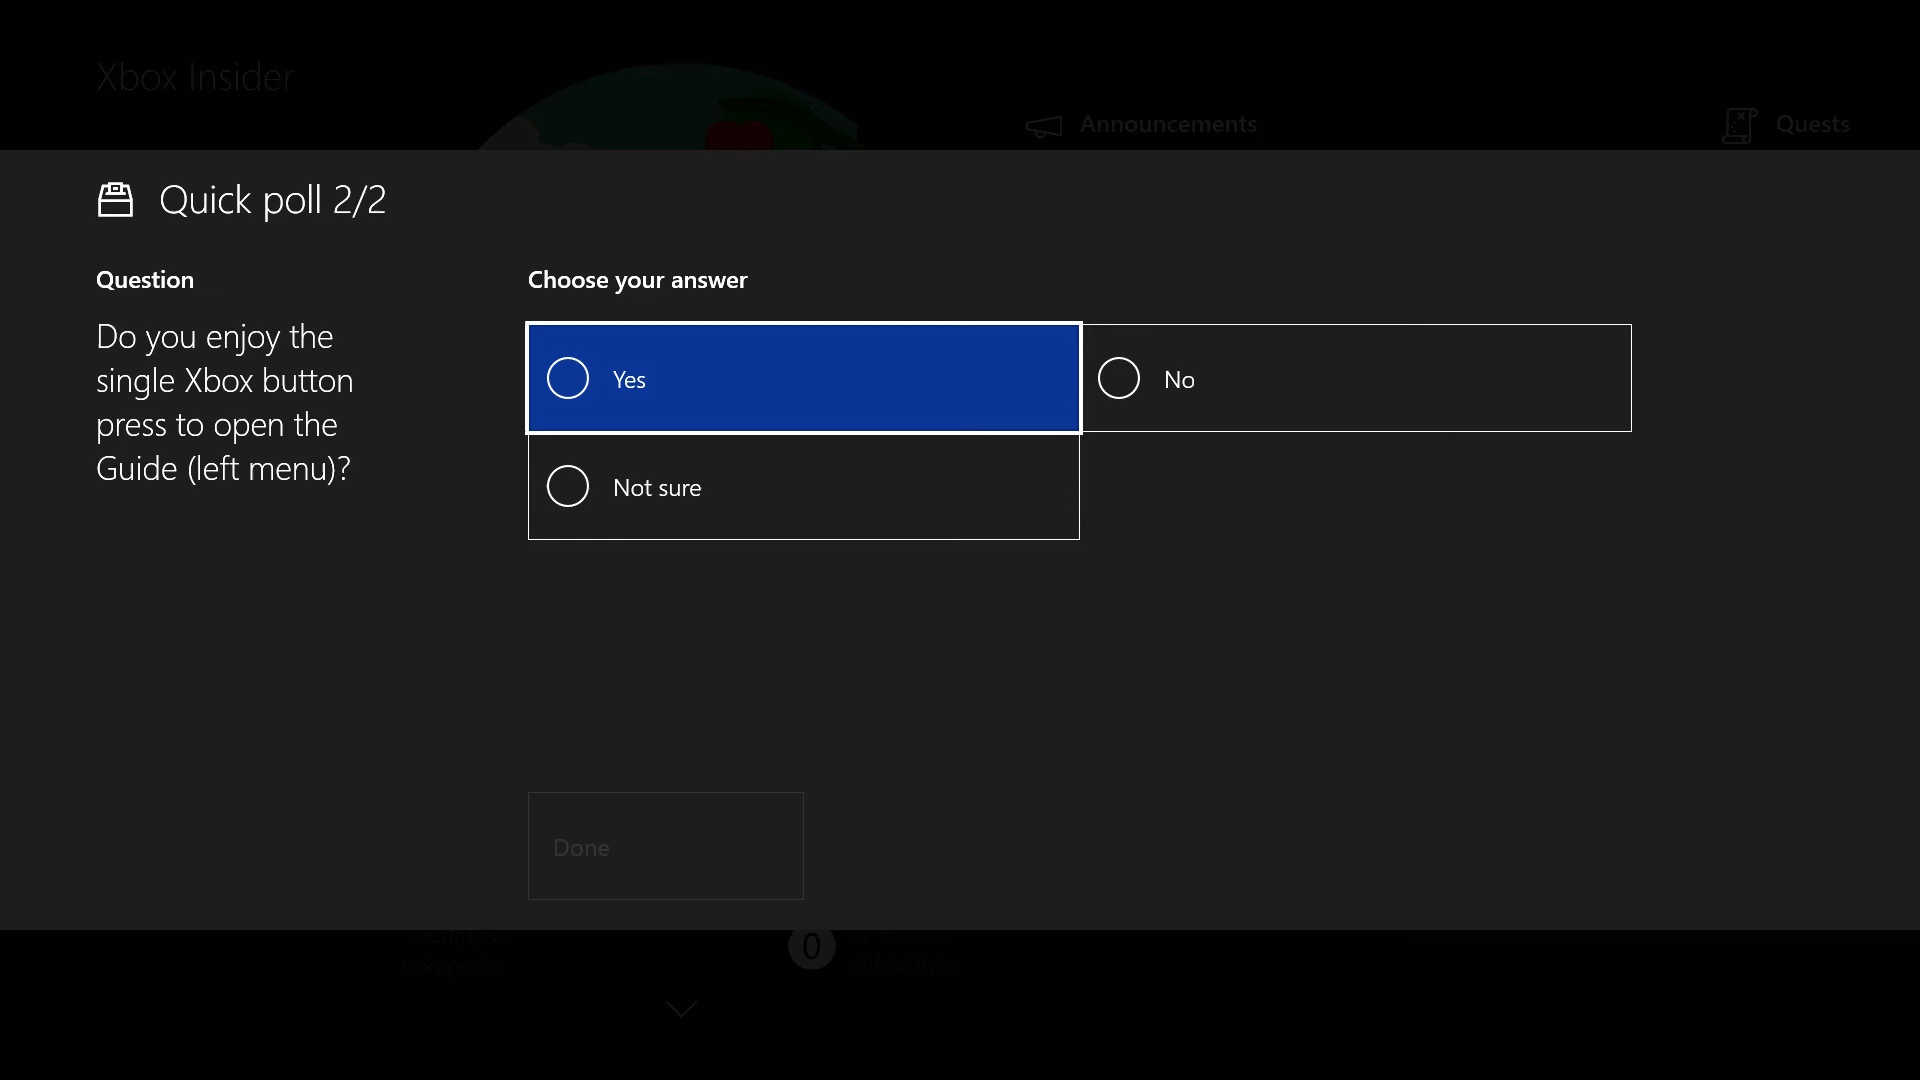 Xbox Insider
Announcements
Quests
Quick poll 2/2
Question
Do you enjoy the
single Xbox button
press to open the
Guide (left menu)?
Choose your answer
Yes
No
Not sure
Done
0